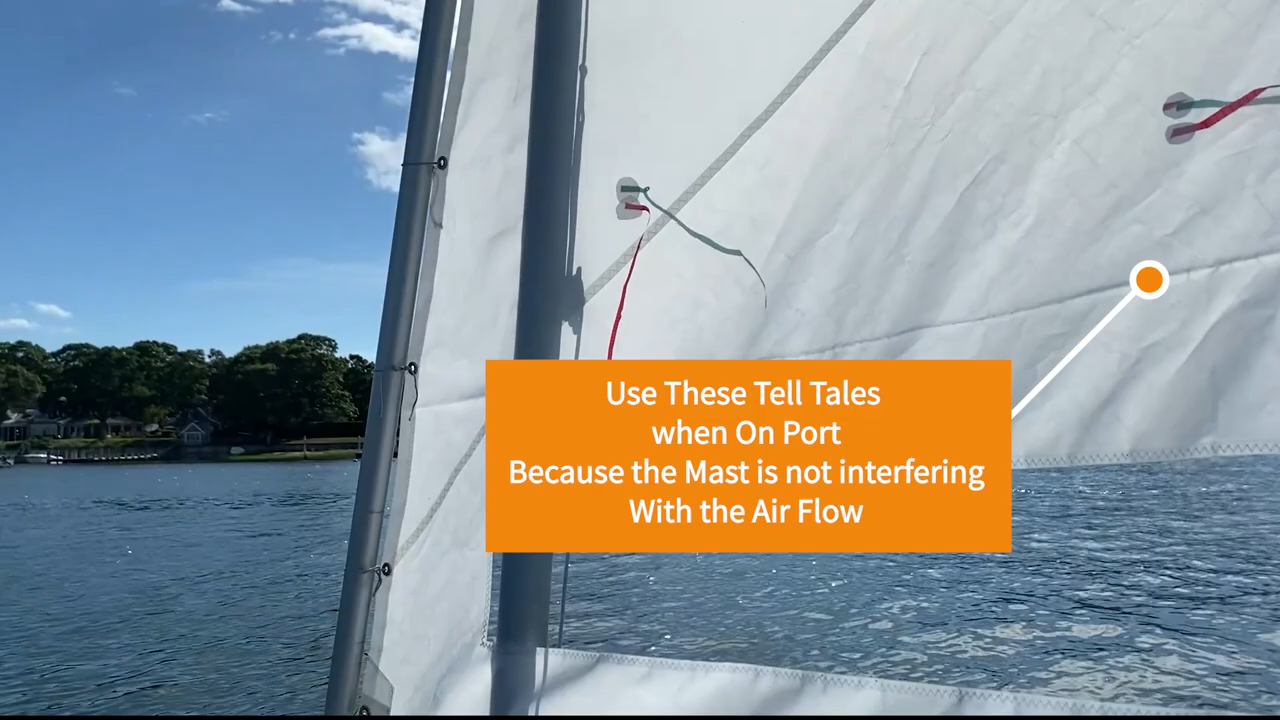 Use These Tell Tales
when On Port
Because the Mast is not interfering
With the Air Flow